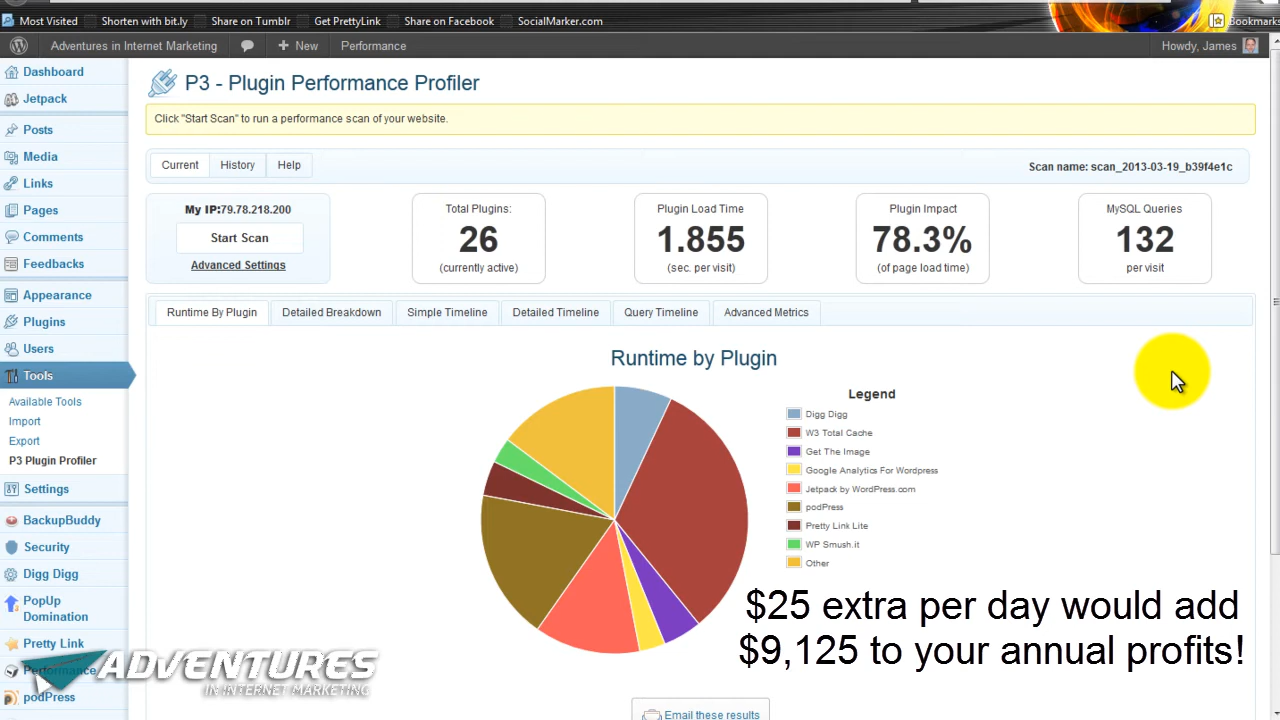 Most Visited Shorten with bit.ly Share on Tumblr Get PrettyLink Share on Facebook SocialMarker.com Bookmarks
Adventures in Internet Marketing New Performance Howdy, James
Dashboard
Jetpack
Posts
Media
Links
Pages
Comments
Feedbacks
Appearance
Plugins
Users
Tools
Available Tools
Import
Export
P3 Plugin Profiler
Settings
BackupBuddy
Security
Digg Digg
PopUp
Domination
Pretty Link
Performance
podPress
P3 - Plugin Performance Profiler
Click "Start Scan" to run a performance scan of your website.
Current History Help Scan name: scan_2013-03-19_b39f4e1c
My IP:79.78.218.200
Start Scan
Advanced Settings
Total Plugins:
26
(currently active)
Plugin Load Time
1.855
(sec. per visit)
Plugin Impact
78.3%
(of page load time)
MySQL Queries
132
per visit
Runtime By Plugin Detailed Breakdown Simple Timeline Detailed Timeline Query Timeline Advanced Metrics
Runtime by Plugin
Legend
Digg Digg
W3 Total Cache
Get The Image
Google Analytics For Wordpress
Jetpack by WordPress.com
podPress
Pretty Link Lite
WP Smush.it
Other
$25 extra per day would add
$9,125 to your annual profits!
ADVENTURES
IN INTERNET MARKETING
Email these results